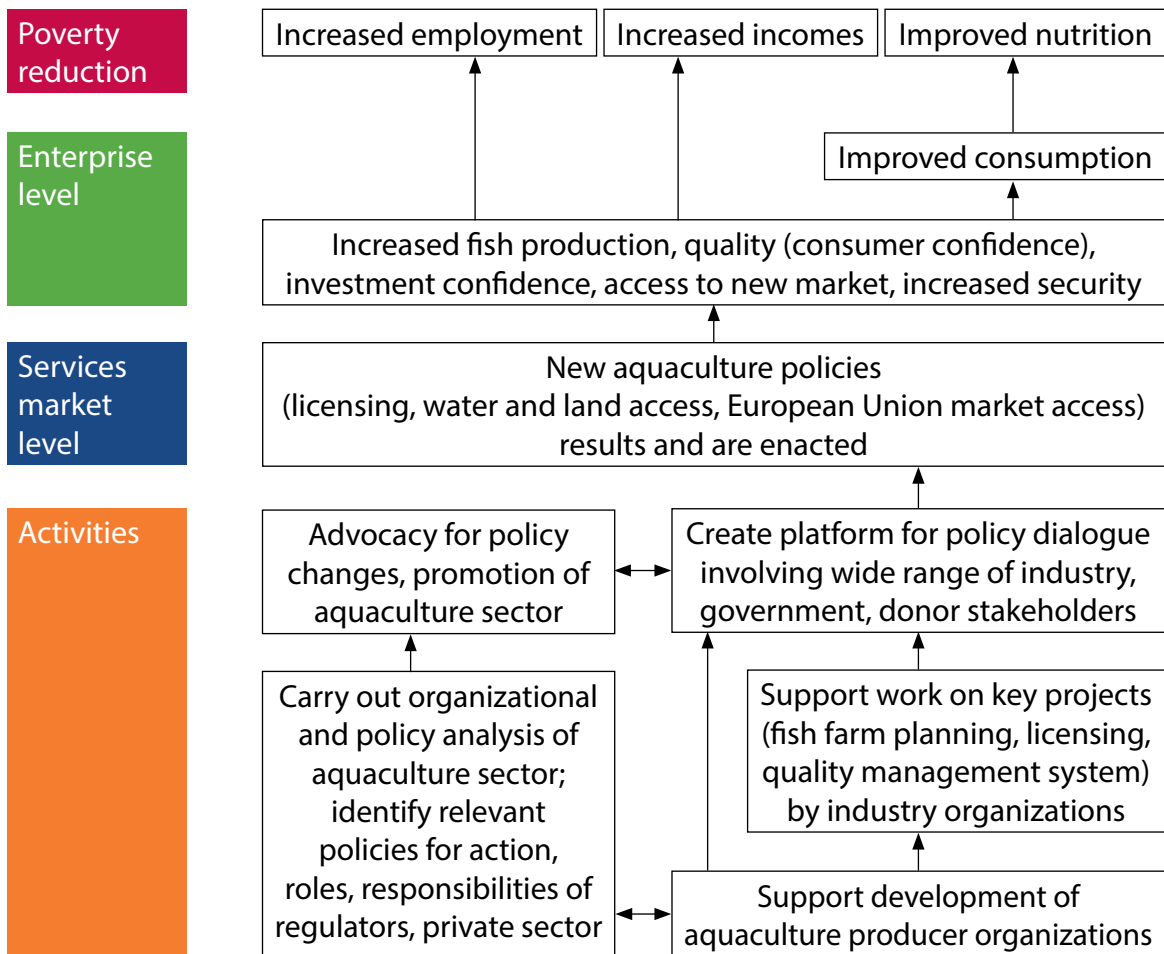 Poverty
reduction
Increased employment
Increased incomes
Improved nutrition
Enterprise
level
Improved consumption
Increased fish production, quality (consumer confidence),
investment confidence, access to new market, increased security
Services
market
level
New aquaculture policies
(licensing, water and land access, European Union market access)
results and are enacted
Activities
Advocacy for policy
changes, promotion of
aquaculture sector
Create platform for policy dialogue
involving wide range of industry,
government, donor stakeholders
Carry out organizational
and policy analysis of
aquaculture sector;
identify relevant
policies for action,
roles, responsibilities of
regulators, private sector
Support work on key projects
(fish farm planning, licensing,
quality management system)
by industry organizations
Support development of
aquaculture producer organizations